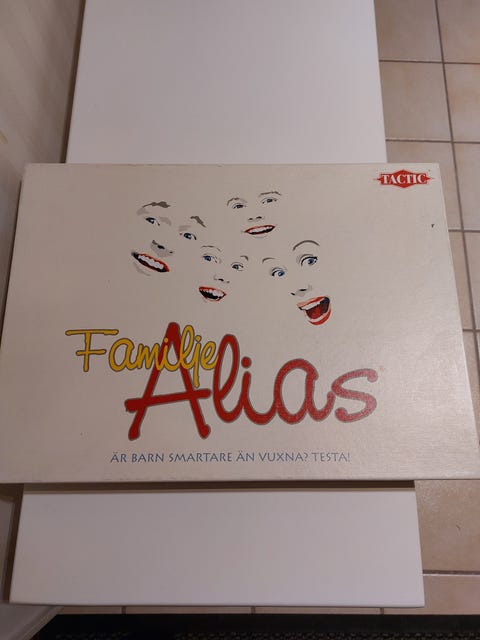 TACTIC
Familje
Alias
ÄR BARN SMARTARE ÄN VUXNA? TESTA!